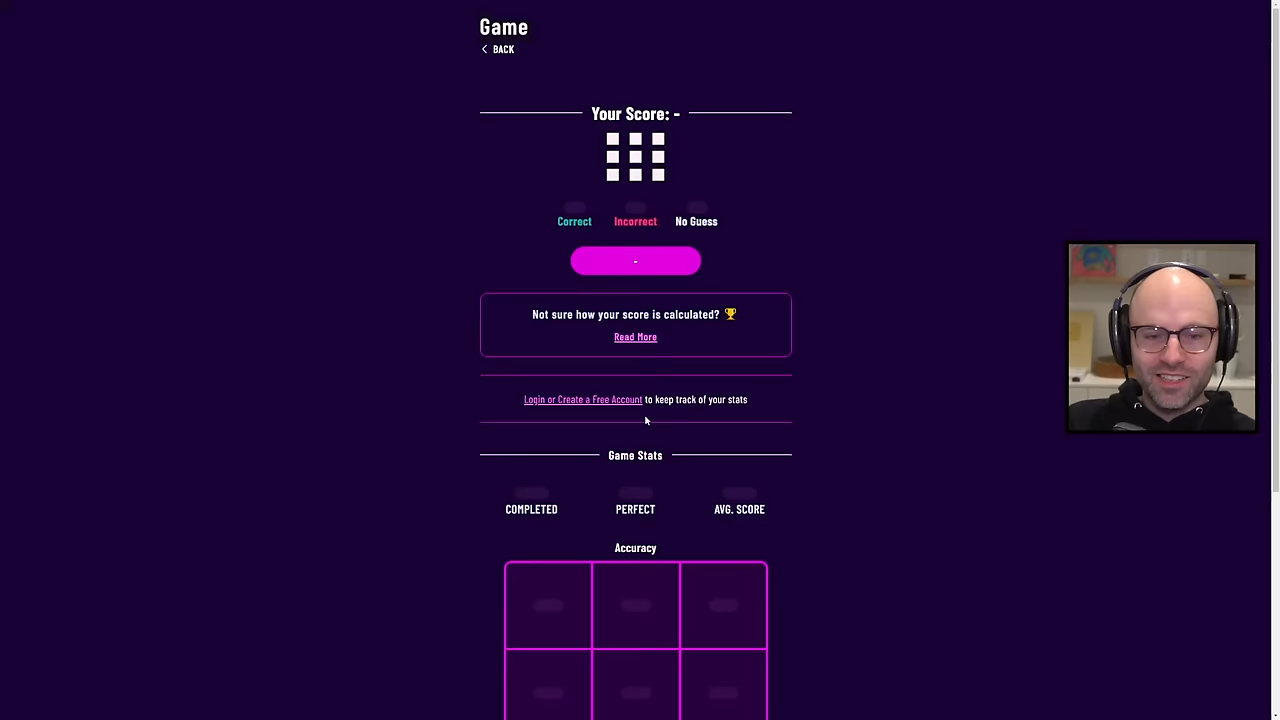 Game
BACK
Your Score: -
Correct
Incorrect
No Guess
-
Not sure how your score is calculated? 🏆
Read More
Login or Create a Free Account to keep track of your stats
Game Stats
COMPLETED
PERFECT
AVG. SCORE
Accuracy